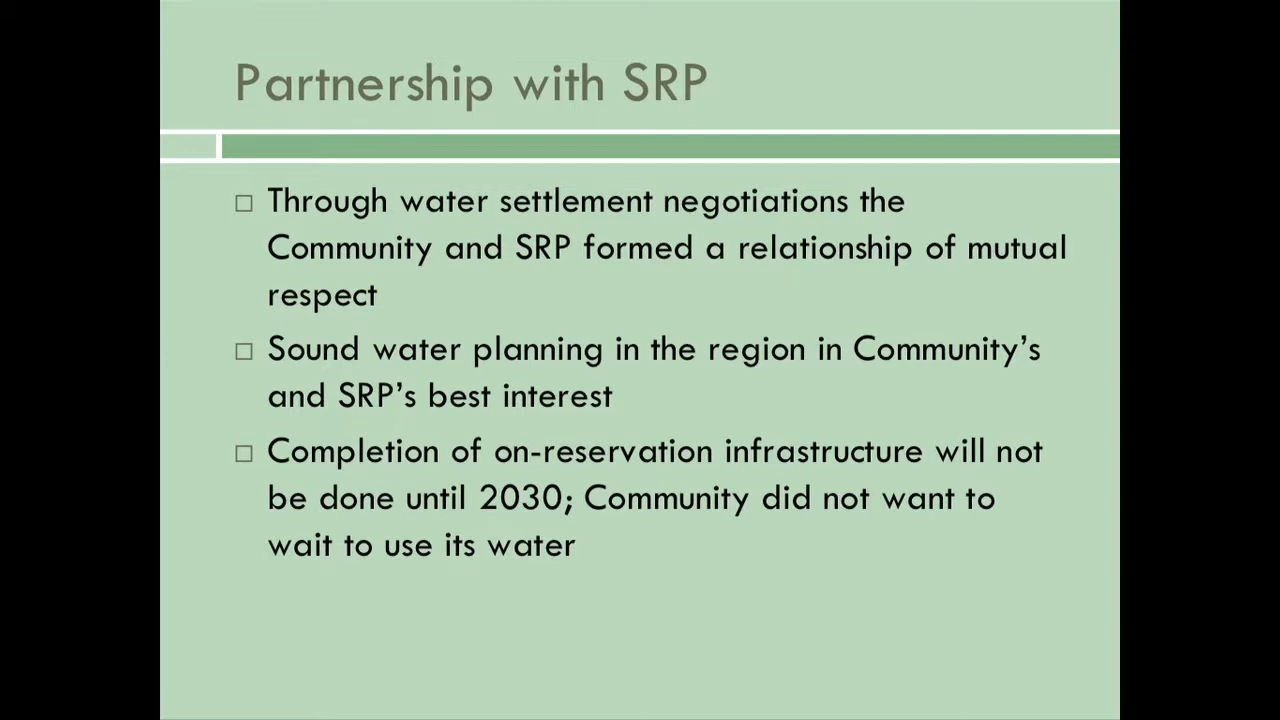 Partnership with SRP
Through water settlement negotiations the
Community and SRP formed a relationship of mutual
respect
Sound water planning in the region in Community’s
and SRP’s best interest
Completion of on-reservation infrastructure will not
be done until 2030; Community did not want to
wait to use its water